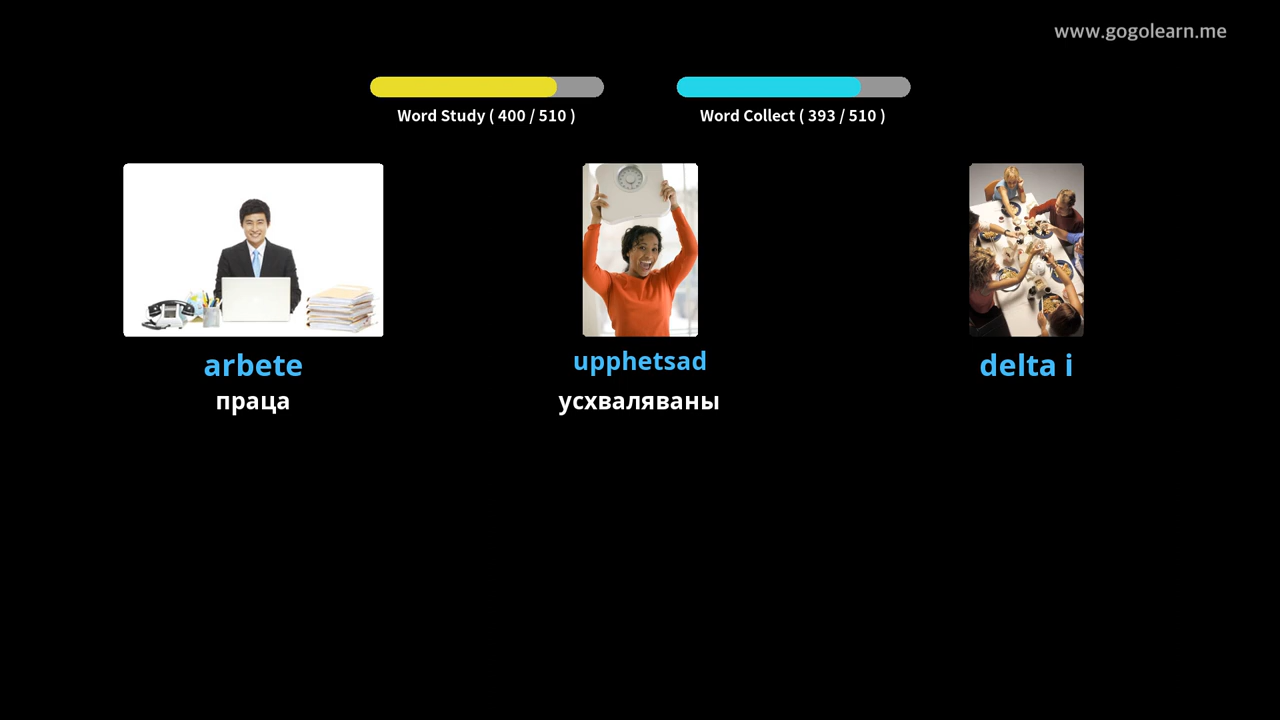 www.gogolearn.me
Word Study ( 400 / 510 )
Word Collect ( 393 / 510 )
arbete
праца
upphetsad
усхваляваны
delta i